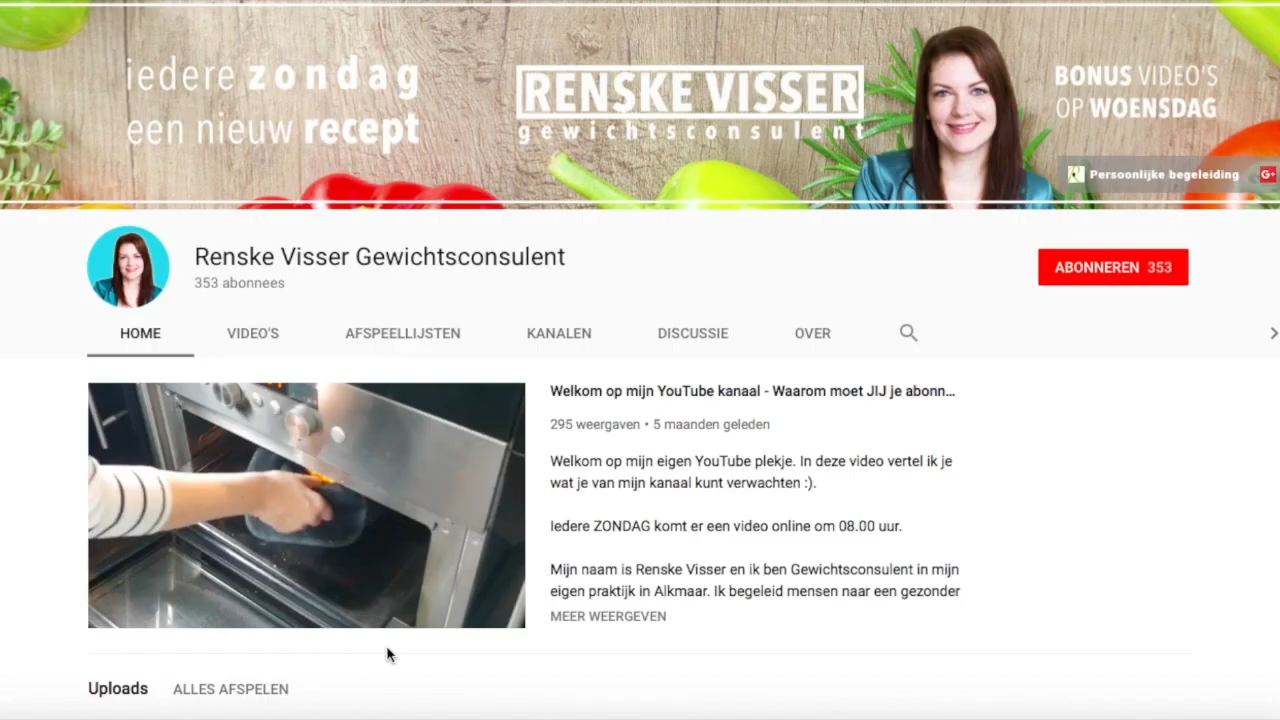 iedere zondag
een nieuw recept
RENSKE VISSER
gewichtsconsulent
BONUS VIDEO'S
OP WOENSDAG
Persoonlijke begeleiding G+
Renske Visser Gewichtsconsulent
353 abonnees
ABONNEREN 353
HOME VIDEO'S AFSPEELLIJSTEN KANALEN DISCUSSIE OVER
Welkom op mijn YouTube kanaal - Waarom moet JIJ je abonn...
295 weergaven • 5 maanden geleden
Welkom op mijn eigen YouTube plekje. In deze video vertel ik je
wat je van mijn kanaal kunt verwachten :).
Iedere ZONDAG komt er een video online om 08.00 uur.
Mijn naam is Renske Visser en ik ben Gewichtsconsulent in mijn
eigen praktijk in Alkmaar. Ik begeleid mensen naar een gezonder
MEER WEERGEVEN
Uploads ALLES AFSPELEN